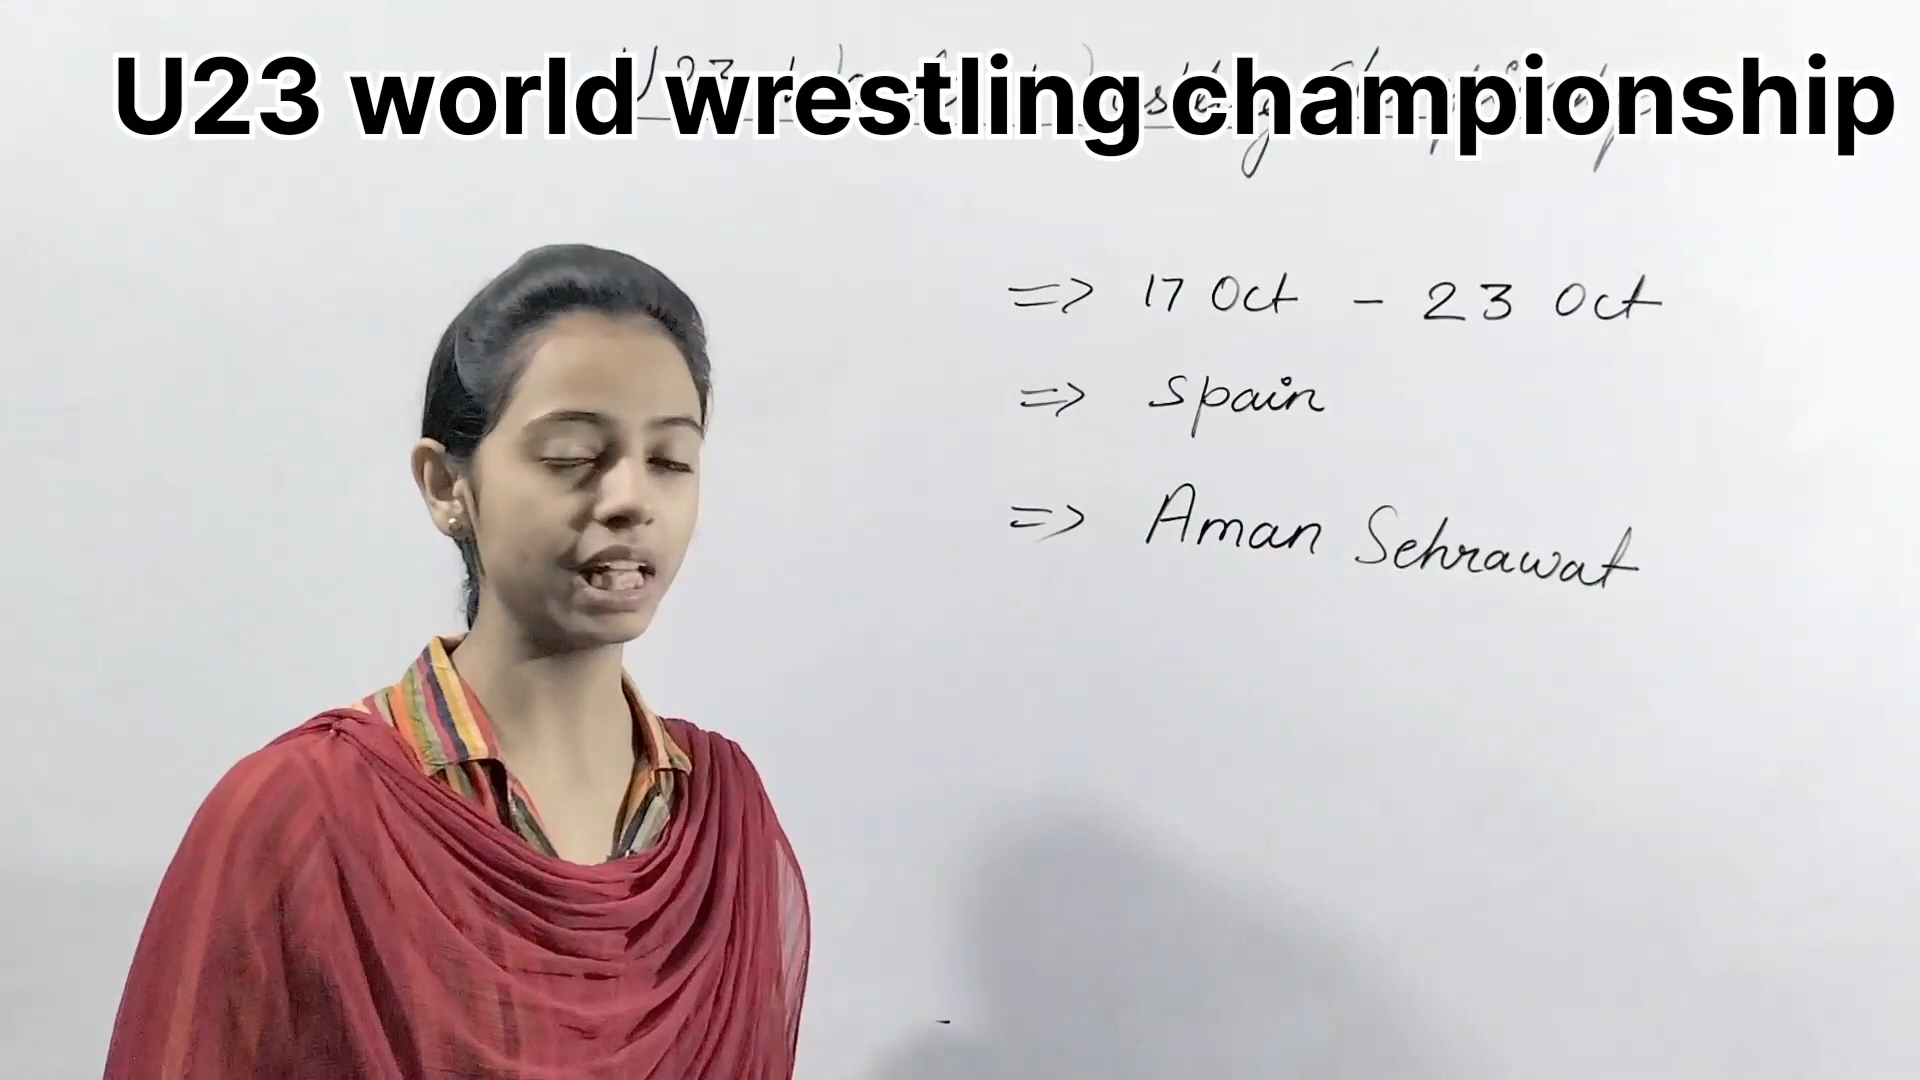 U23 world wrestling championship
=> 17 Oct - 23 Oct
=> Spain
=> Aman Sehrawat